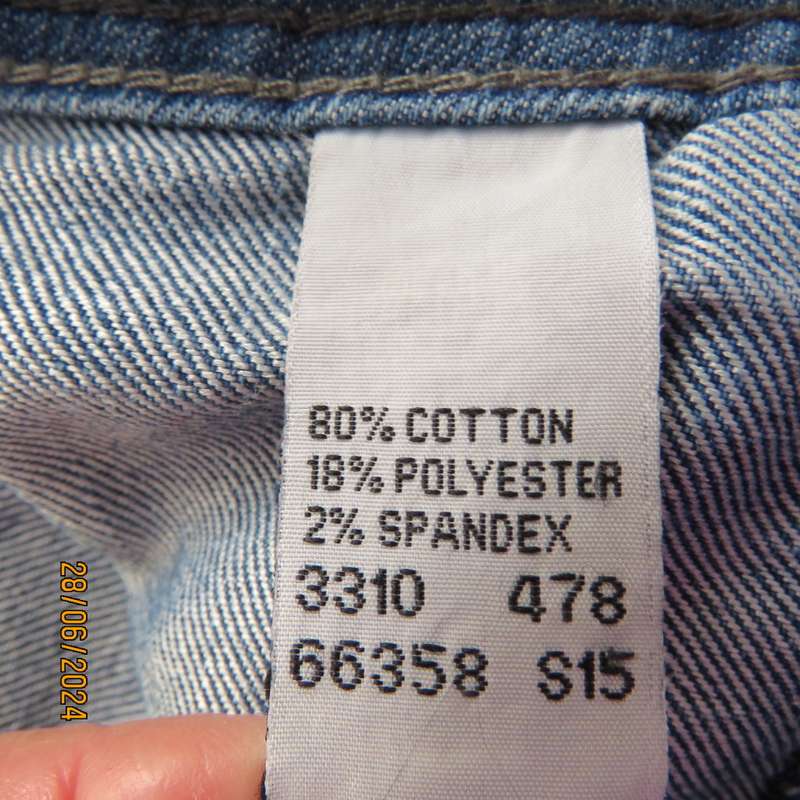 80% COTTON
18% POLYESTER
2% SPANDEX
3310 478
66358 S15
28/06/2024